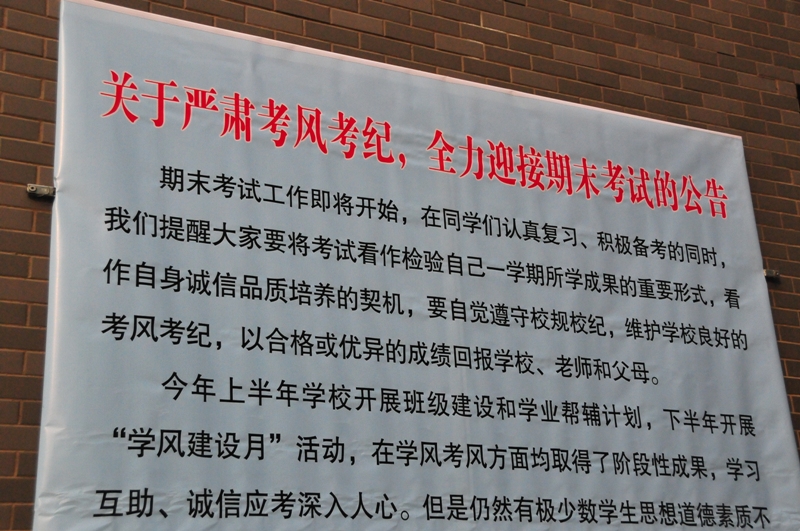 关于严肃考风考纪，全力迎接期末考试的公告
期末考试工作即将开始，在同学们认真复习、积极备考的同时，
我们提醒大家要将考试看作检验自己一学期所学成果的重要形式，看
作自身诚信品质培养的契机，要自觉遵守校规校纪，维护学校良好的
考风考纪，以合格或优异的成绩回报学校、老师和父母。
今年上半年学校开展班级建设和学业帮辅计划，下半年开展
“学风建设月”活动，在学风考风方面均取得了阶段性成果，学习
互助、诚信应考深入人心。但是仍然有极少数学生思想道德素质不